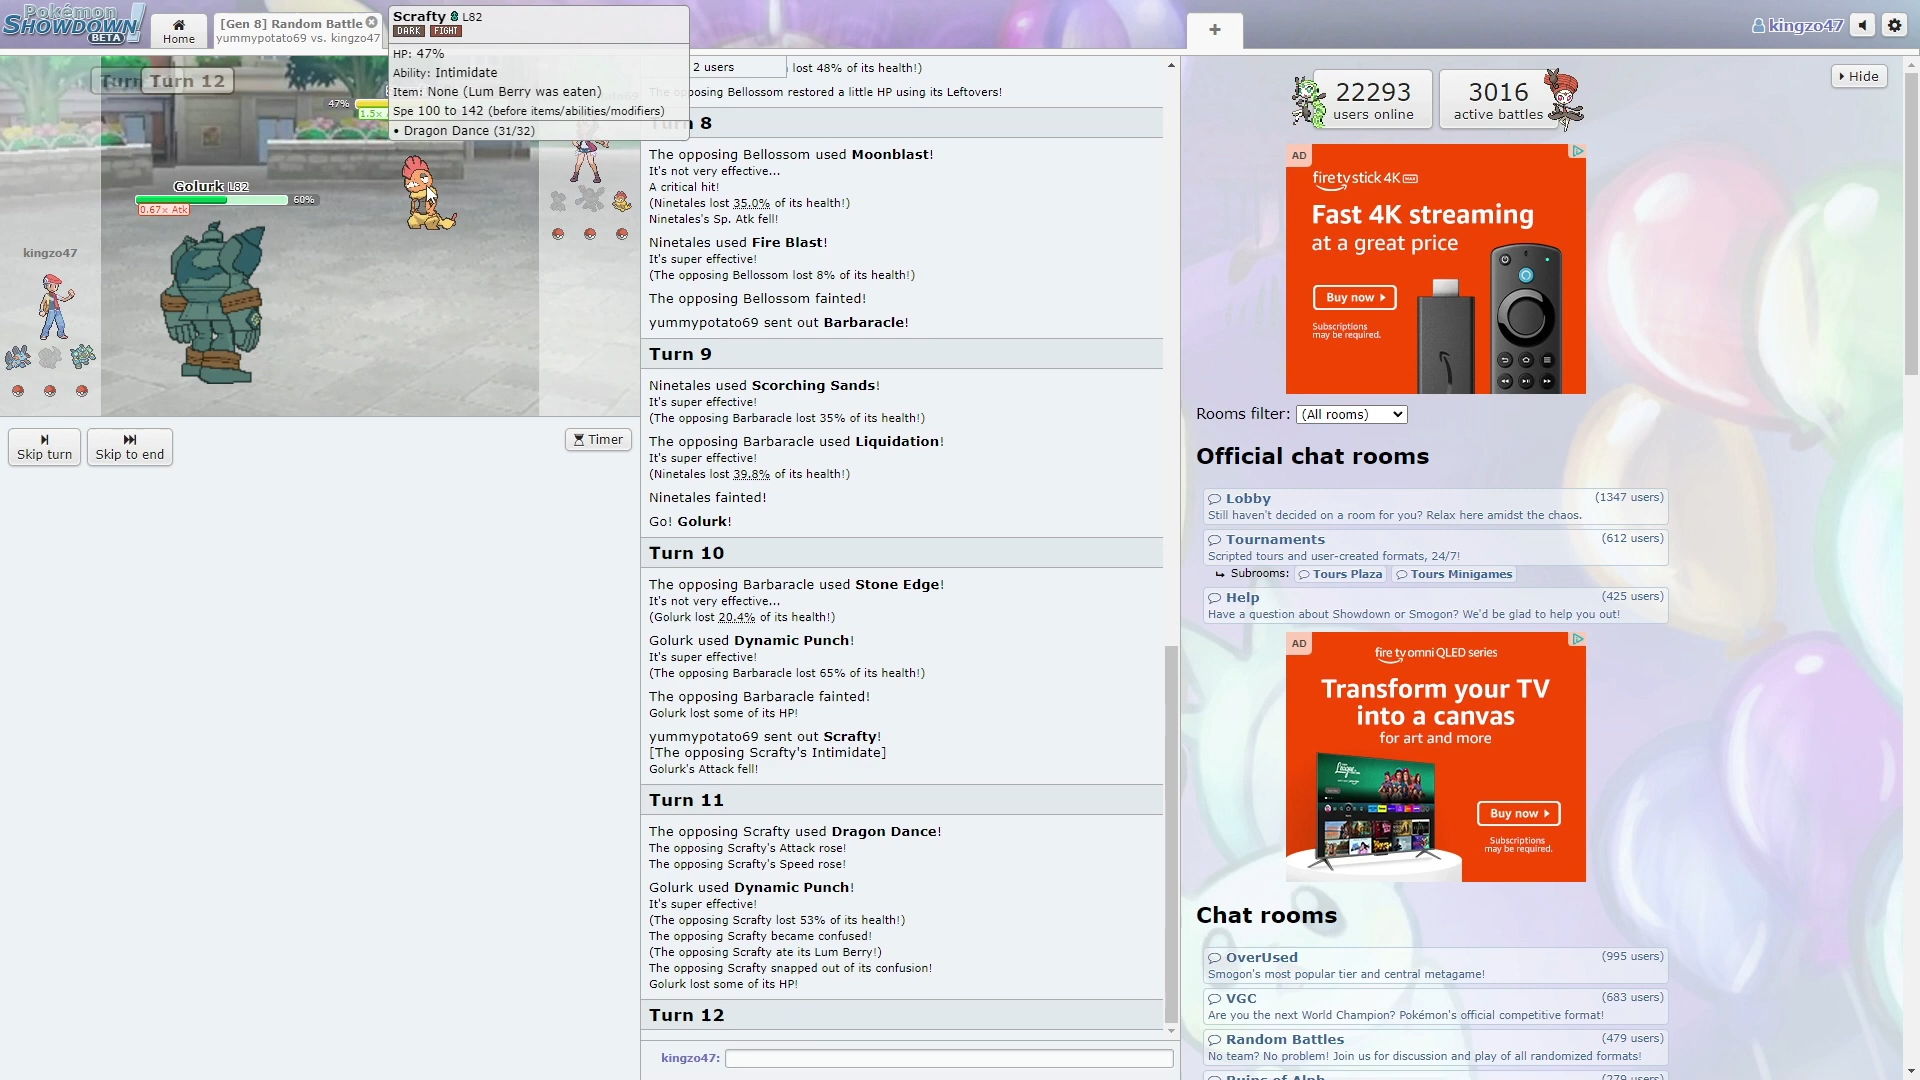 Pokémon
SHOWDOWN!
BETA
Home
[Gen 8] Random Battle
yummypotato69 vs. kingzo47
Scrafty L82
DARK FIGHT
HP: 47%
Ability: Intimidate
Item: None (Lum Berry was eaten)
Spe 100 to 142 (before items/abilities/modifiers)
• Dragon Dance (31/32)
+
kingzo47
Turn Turn 12
47%
1.5×
Golurk L82
60%
0.67× Atk
kingzo47
Skip turn
Skip to end
Timer
2 users
lost 48% of its health!)
The opposing Bellossom restored a little HP using its Leftovers!
Turn 8
The opposing Bellossom used Moonblast!
It's not very effective...
A critical hit!
(Ninetales lost 35.0% of its health!)
Ninetales's Sp. Atk fell!
Ninetales used Fire Blast!
It's super effective!
(The opposing Bellossom lost 8% of its health!)
The opposing Bellossom fainted!
yummypotato69 sent out Barbaracle!
Turn 9
Ninetales used Scorching Sands!
It's super effective!
(The opposing Barbaracle lost 35% of its health!)
The opposing Barbaracle used Liquidation!
It's super effective!
(Ninetales lost 39.8% of its health!)
Ninetales fainted!
Go! Golurk!
Turn 10
The opposing Barbaracle used Stone Edge!
It's not very effective...
(Golurk lost 20.4% of its health!)
Golurk used Dynamic Punch!
It's super effective!
(The opposing Barbaracle lost 65% of its health!)
The opposing Barbaracle fainted!
Golurk lost some of its HP!
yummypotato69 sent out Scrafty!
[The opposing Scrafty's Intimidate]
Golurk's Attack fell!
Turn 11
The opposing Scrafty used Dragon Dance!
The opposing Scrafty's Attack rose!
The opposing Scrafty's Speed rose!
Golurk used Dynamic Punch!
It's super effective!
(The opposing Scrafty lost 53% of its health!)
The opposing Scrafty became confused!
(The opposing Scrafty ate its Lum Berry!)
The opposing Scrafty snapped out of its confusion!
Golurk lost some of its HP!
Turn 12
kingzo47:
22293
users online
3016
active battles
Hide
AD
fire tv stick 4K MAX
Fast 4K streaming
at a great price
Buy now
Subscriptions
may be required.
Rooms filter: (All rooms)
Official chat rooms
Lobby (1347 users)
Still haven't decided on a room for you? Relax here amidst the chaos.
Tournaments (612 users)
Scripted tours and user-created formats, 24/7!
Subrooms: Tours Plaza Tours Minigames
Help (425 users)
Have a question about Showdown or Smogon? We'd be glad to help you out!
AD
fire tv omni QLED series
Transform your TV
into a canvas
for art and more
Buy now
Subscriptions
may be required.
Chat rooms
OverUsed (995 users)
Smogon's most popular tier and central metagame!
VGC (683 users)
Are you the next World Champion? Pokémon's official competitive format!
Random Battles (479 users)
No team? No problem! Join us for discussion and play of all randomized formats!
Ruins of Alph (279 users)